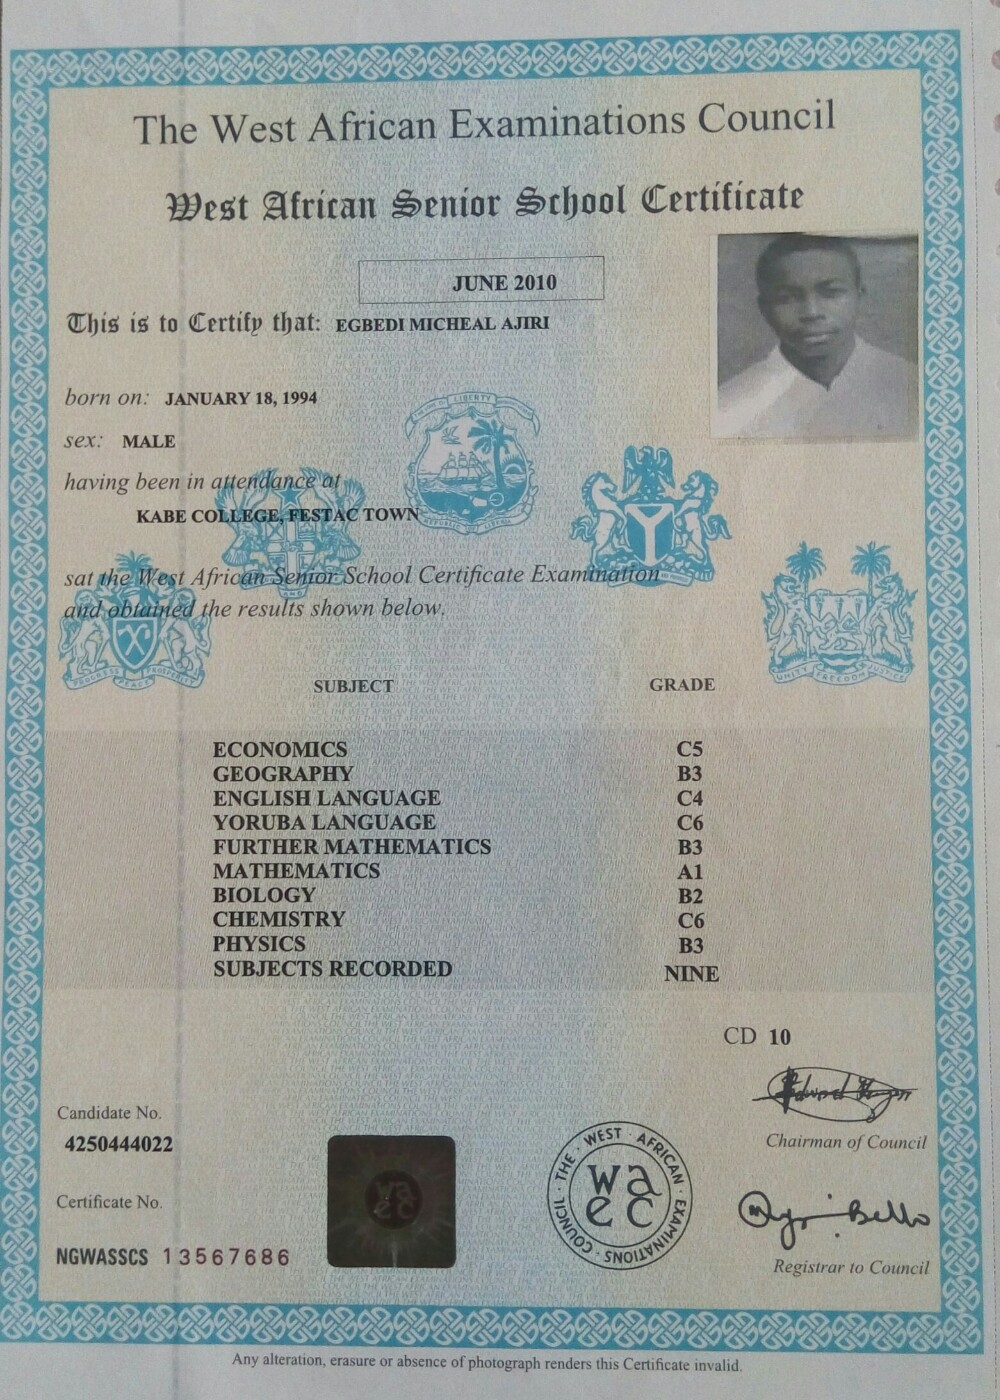 The West African Examinations Council
West African Senior School Certificate
JUNE 2010
This is to Certify that: EGBEDI MICHEAL AJIRI
born on: JANUARY 18, 1994
sex: MALE
having been in attendance at
KABE COLLEGE, FESTAC TOWN
sat the West African Senior School Certificate Examination
and obtained the results shown below.
SUBJECT GRADE
ECONOMICS C5
GEOGRAPHY B3
ENGLISH LANGUAGE C4
YORUBA LANGUAGE C6
FURTHER MATHEMATICS B3
MATHEMATICS A1
BIOLOGY B2
CHEMISTRY C6
PHYSICS B3
SUBJECTS RECORDED NINE
CD 10
Chairman of Council
Candidate No.
4250444022
Certificate No.
NGWASSCS 13567686
waec
THE · WEST · AFRICAN · EXAMINATIONS · COUNCIL
waec
Bello
Registrar to Council
Any alteration, erasure or absence of photograph renders this Certificate invalid.